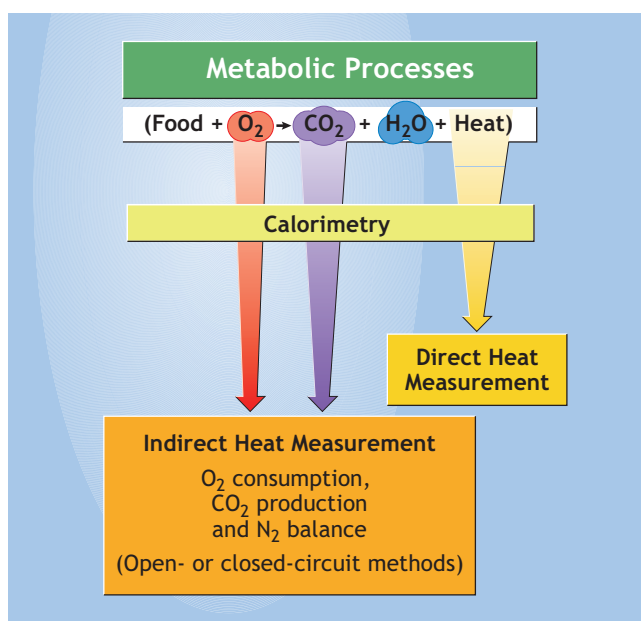 Metabolic Processes
(Food + O₂ → CO₂ + H₂O + Heat)
Calorimetry
Direct Heat
Measurement
Indirect Heat Measurement
O₂ consumption,
CO₂ production
and N₂ balance
(Open- or closed-circuit methods)